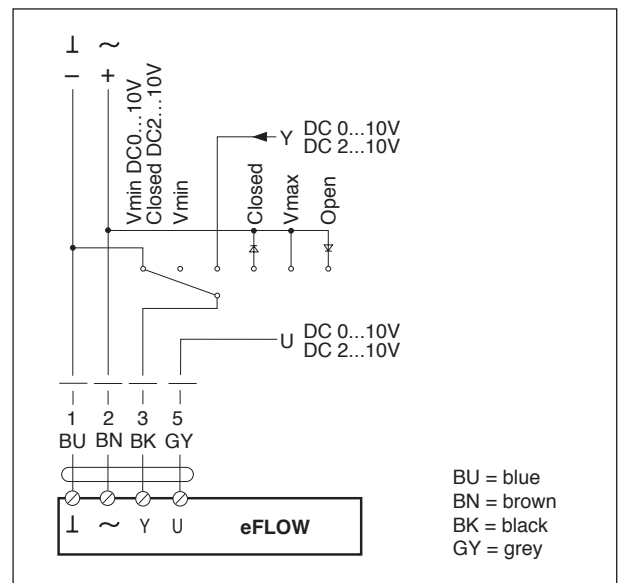 ⊥ ~
− +
Vmin DC0...10V
Closed DC2...10V
Vmin
Closed
Vmax
Open
Y DC 0...10V
DC 2...10V
U DC 0...10V
DC 2...10V
1 2 3 5
BU BN BK GY
⊥ ~ Y U eFLOW
BU = blue
BN = brown
BK = black
GY = grey